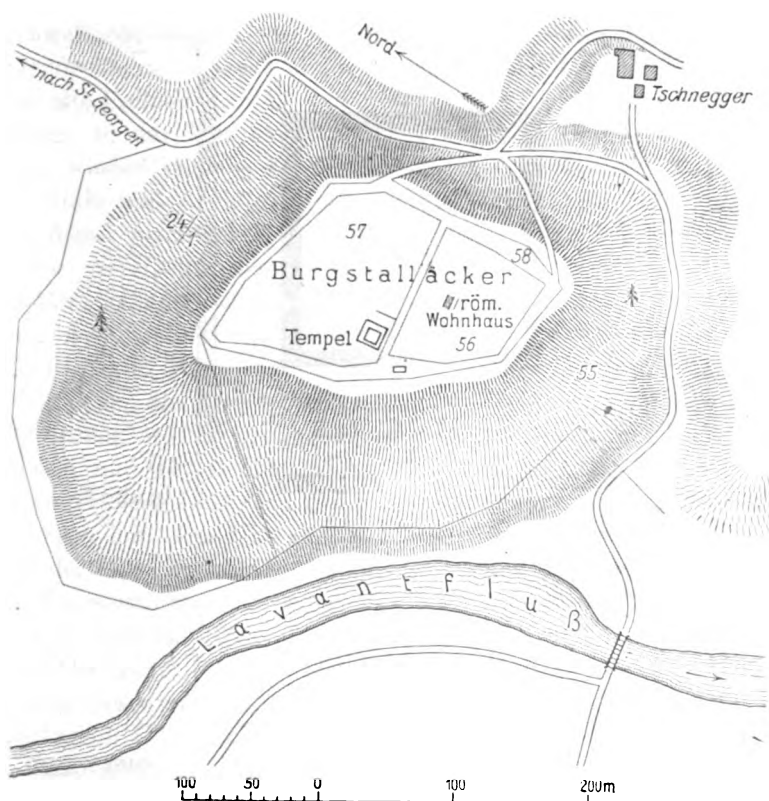 Nord
nach St. Georgen
Tschnegger
24/1
57
58
Burgstalläcker
röm.
Wohnhaus
Tempel
56
55
Lavantfluß
100 50 0 100 200 m